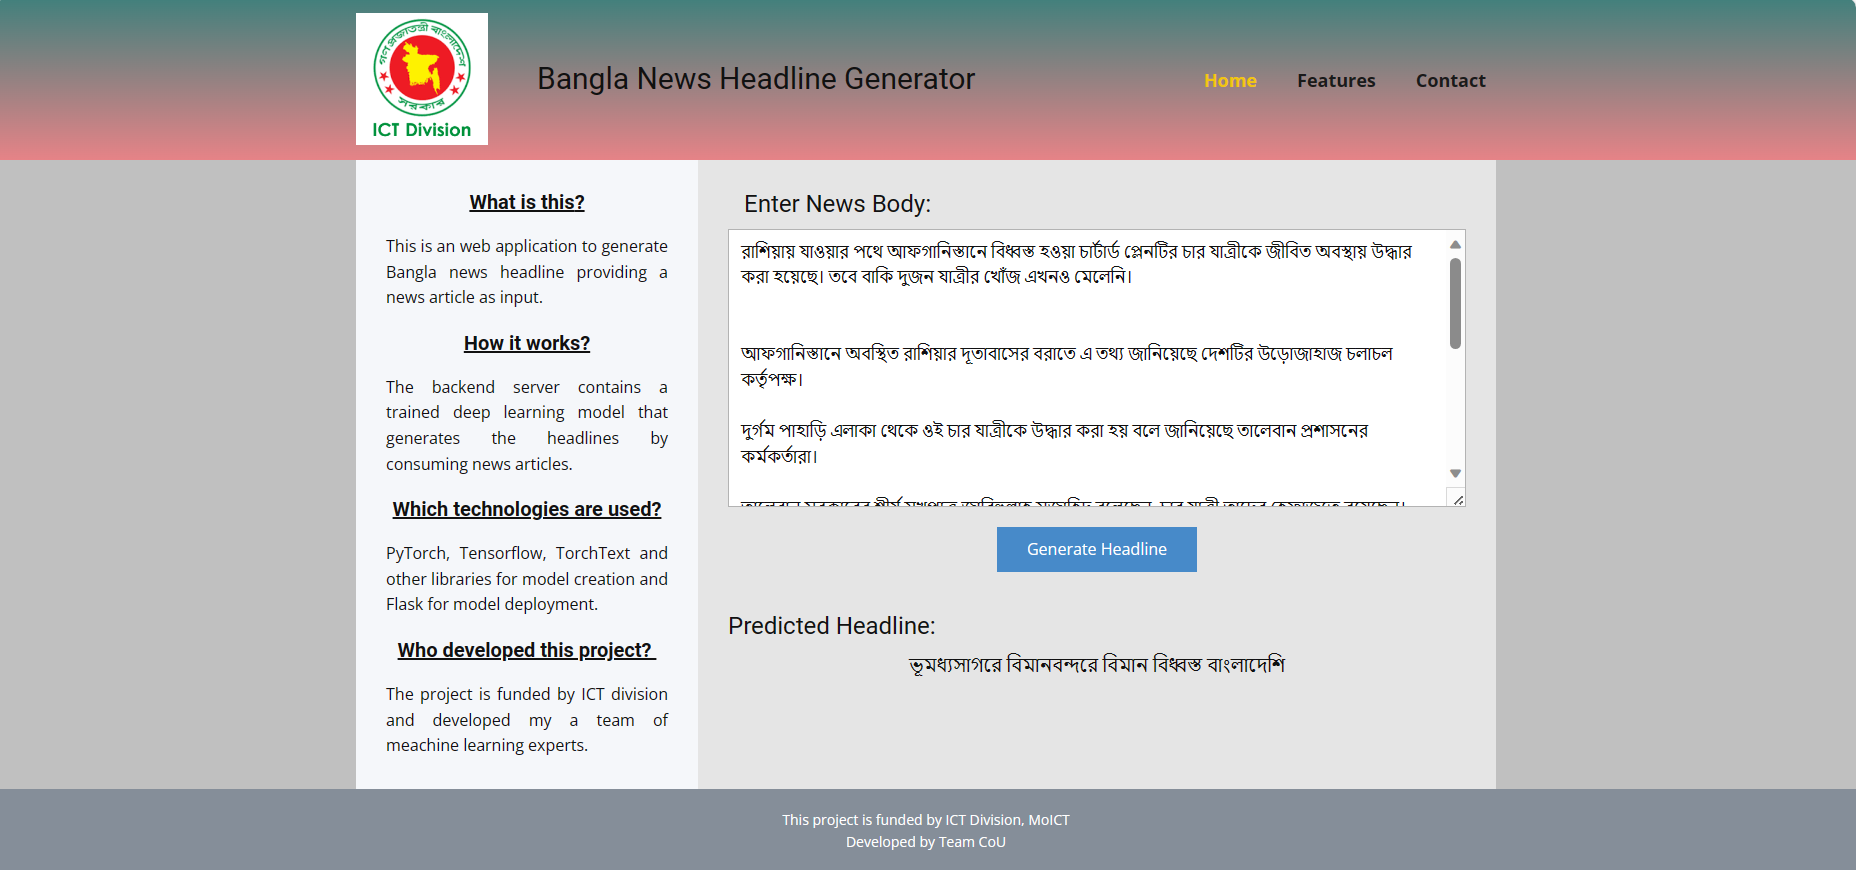 গণপ্রজাতন্ত্রী বাংলাদেশ
সরকার
ICT Division
Bangla News Headline Generator
Home
Features
Contact
What is this?
This is an web application to generate
Bangla news headline providing a
news article as input.
How it works?
The backend server contains a
trained deep learning model that
generates the headlines by
consuming news articles.
Which technologies are used?
PyTorch, Tensorflow, TorchText and
other libraries for model creation and
Flask for model deployment.
Who developed this project?
The project is funded by ICT division
and developed my a team of
meachine learning experts.
Enter News Body:
রাশিয়ায় যাওয়ার পথে আফগানিস্তানে বিধ্বস্ত হওয়া চার্টার্ড প্লেনটির চার যাত্রীকে জীবিত অবস্থায় উদ্ধার
করা হয়েছে। তবে বাকি দুজন যাত্রীর খোঁজ এখনও মেলেনি।
আফগানিস্তানে অবস্থিত রাশিয়ার দূতাবাসের বরাতে এ তথ্য জানিয়েছে দেশটির উড়োজাহাজ চলাচল
কর্তৃপক্ষ।
দুর্গম পাহাড়ি এলাকা থেকে ওই চার যাত্রীকে উদ্ধার করা হয় বলে জানিয়েছে তালেবান প্রশাসনের
কর্মকর্তারা।
Generate Headline
Predicted Headline:
ভূমধ্যসাগরে বিমানবন্দরে বিমান বিধ্বস্ত বাংলাদেশি
This project is funded by ICT Division, MoICT
Developed by Team CoU